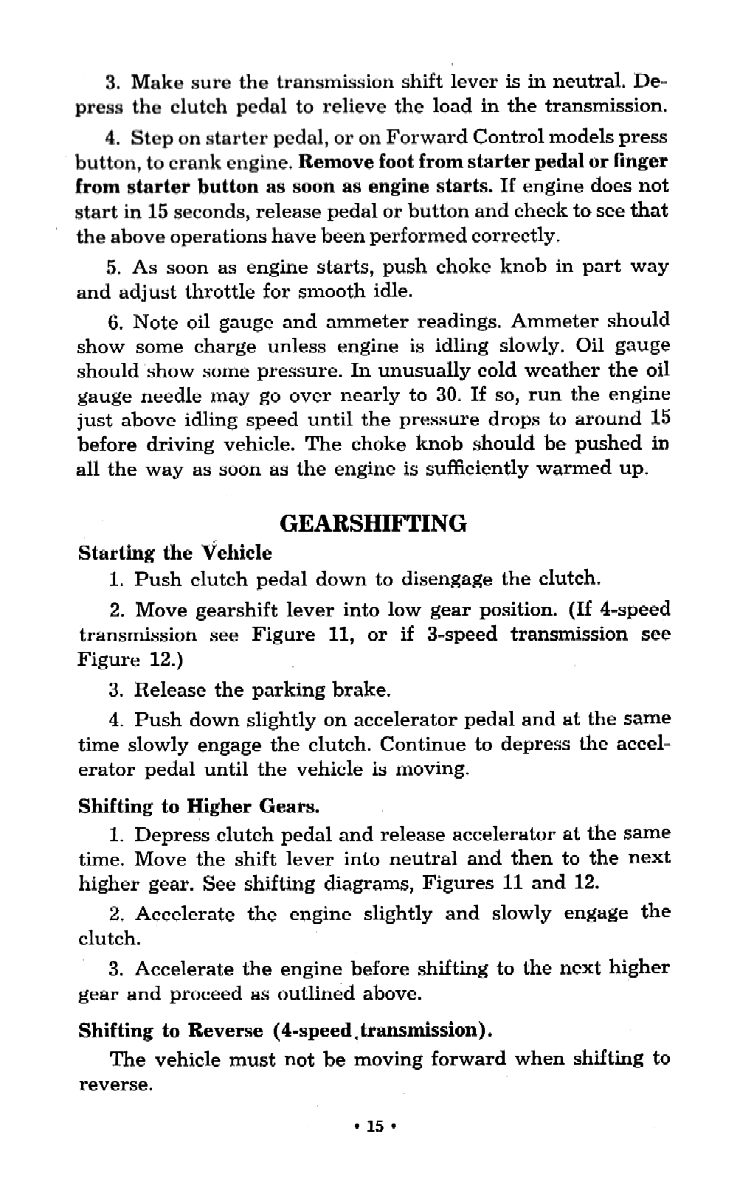 3. Make sure the transmission shift lever is in neutral. De-
press the clutch pedal to relieve the load in the transmission.
4. Step on starter pedal, or on Forward Control models press
button, to crank engine. Remove foot from starter pedal or finger
from starter button as soon as engine starts. If engine does not
start in 15 seconds, release pedal or button and check to see that
the above operations have been performed correctly.
5. As soon as engine starts, push choke knob in part way
and adjust throttle for smooth idle.
6. Note oil gauge and ammeter readings. Ammeter should
show some charge unless engine is idling slowly. Oil gauge
should show some pressure. In unusually cold weather the oil
gauge needle may go over nearly to 30. If so, run the engine
just above idling speed until the pressure drops to around 15
before driving vehicle. The choke knob should be pushed in
all the way as soon as the engine is sufficiently warmed up.
GEARSHIFTING
Starting the Vehicle
1. Push clutch pedal down to disengage the clutch.
2. Move gearshift lever into low gear position. (If 4-speed
transmission see Figure 11, or if 3-speed transmission see
Figure 12.)
3. Release the parking brake.
4. Push down slightly on accelerator pedal and at the same
time slowly engage the clutch. Continue to depress the accel-
erator pedal until the vehicle is moving.
Shifting to Higher Gears.
1. Depress clutch pedal and release accelerator at the same
time. Move the shift lever into neutral and then to the next
higher gear. See shifting diagrams, Figures 11 and 12.
2. Accelerate the engine slightly and slowly engage the
clutch.
3. Accelerate the engine before shifting to the next higher
gear and proceed as outlined above.
Shifting to Reverse (4-speed transmission).
The vehicle must not be moving forward when shifting to
reverse.
• 15 •